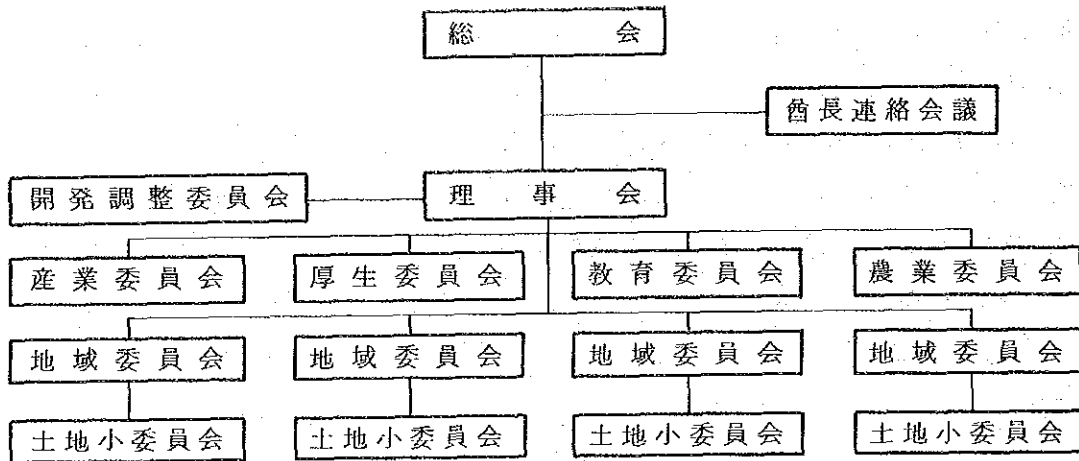 総会
酋長連絡会議
開発調整委員会 理事会
産業委員会 厚生委員会 教育委員会 農業委員会
地域委員会 地域委員会 地域委員会 地域委員会
土地小委員会 土地小委員会 土地小委員会 土地小委員会